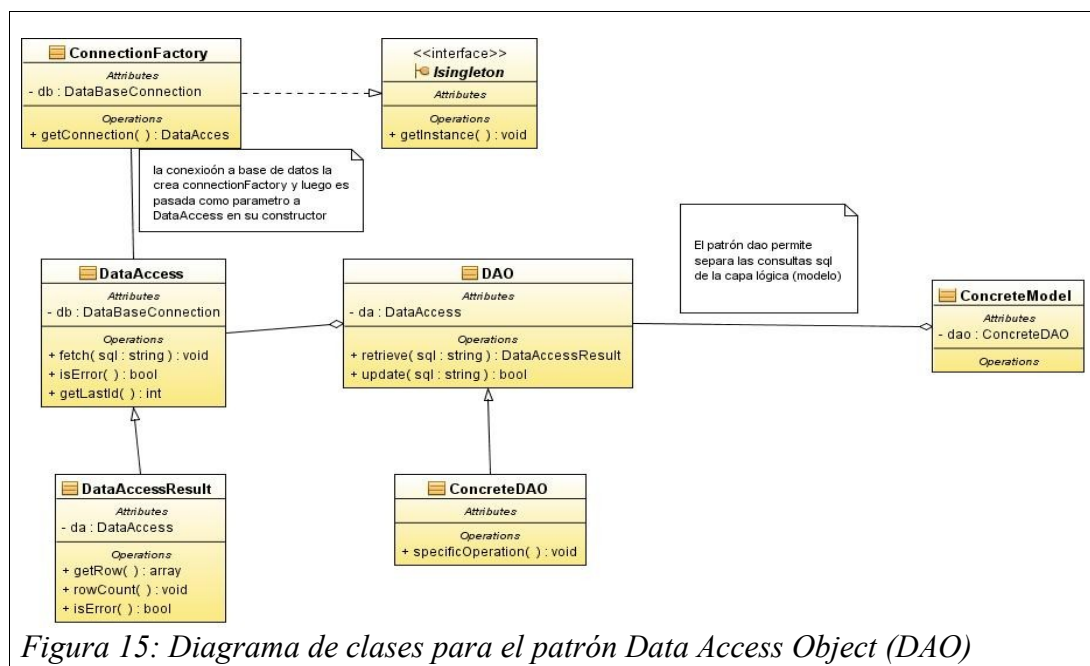 ConnectionFactory
Attributes
- db : DataBaseConnection
Operations
+ getConnection( ) : DataAcces
<<interface>>
Isingleton
Attributes
Operations
+ getInstance( ) : void
la conexioón a base de datos la
crea connectionFactory y luego es
pasada como parametro a
DataAccess en su constructor
El patrón dao permite
separa las consultas sql
de la capa lógica (modelo)
DataAccess
Attributes
- db : DataBaseConnection
Operations
+ fetch( sql : string ) : void
+ isError( ) : bool
+ getLastId( ) : int
DAO
Attributes
- da : DataAccess
Operations
+ retrieve( sql : string ) : DataAccessResult
+ update( sql : string ) : bool
ConcreteModel
Attributes
- dao : ConcreteDAO
Operations
DataAccessResult
Attributes
- da : DataAccess
Operations
+ getRow( ) : array
+ rowCount( ) : void
+ isError( ) : bool
ConcreteDAO
Attributes
Operations
+ specificOperation( ) : void
Figura 15: Diagrama de clases para el patrón Data Access Object (DAO)